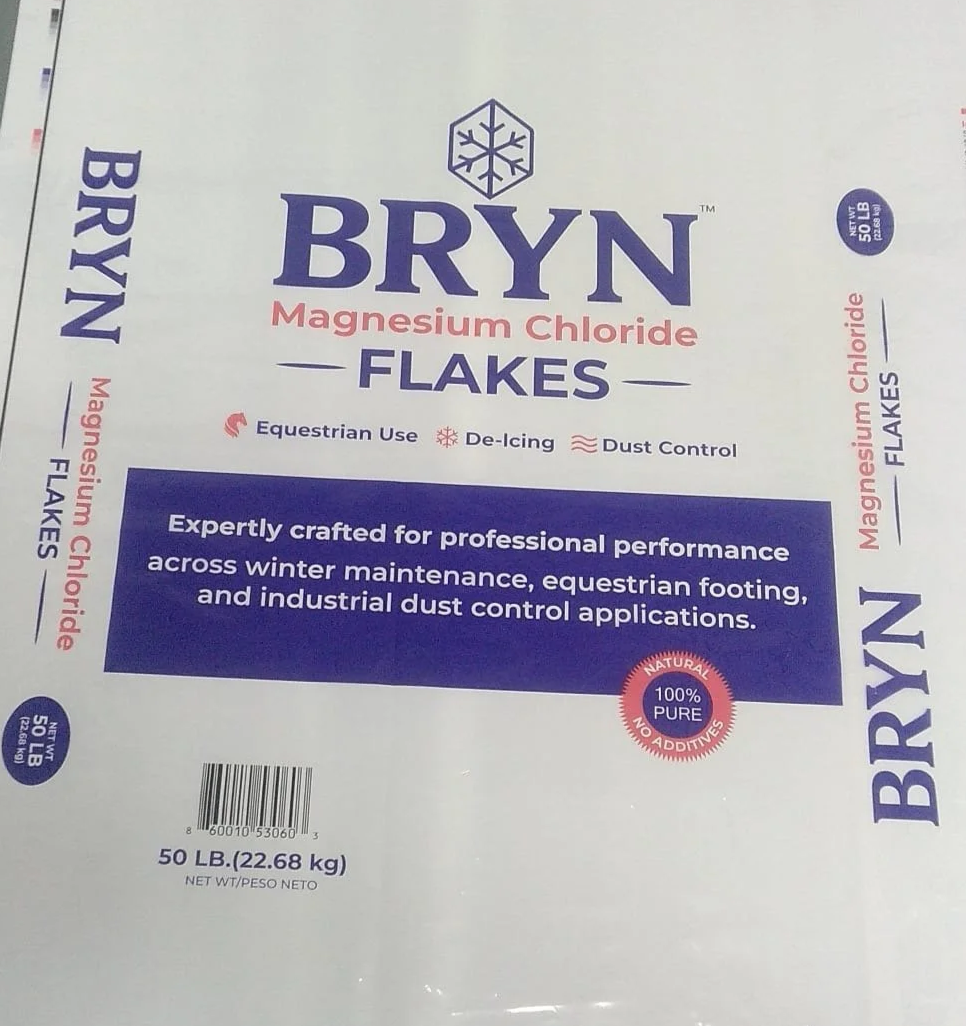 BRYN
Magnesium Chloride
FLAKES
NET WT
50 LB
(22.68 kg)
BRYN™
Magnesium Chloride
FLAKES
Equestrian Use De-Icing Dust Control
Expertly crafted for professional performance
across winter maintenance, equestrian footing,
and industrial dust control applications.
NATURAL
100%
PURE
NO ADDITIVES
8 60010 53060 3
50 LB.(22.68 kg)
NET WT/PESO NETO
NET WT
50 LB
(22.68 kg)
Magnesium Chloride
FLAKES
BRYN